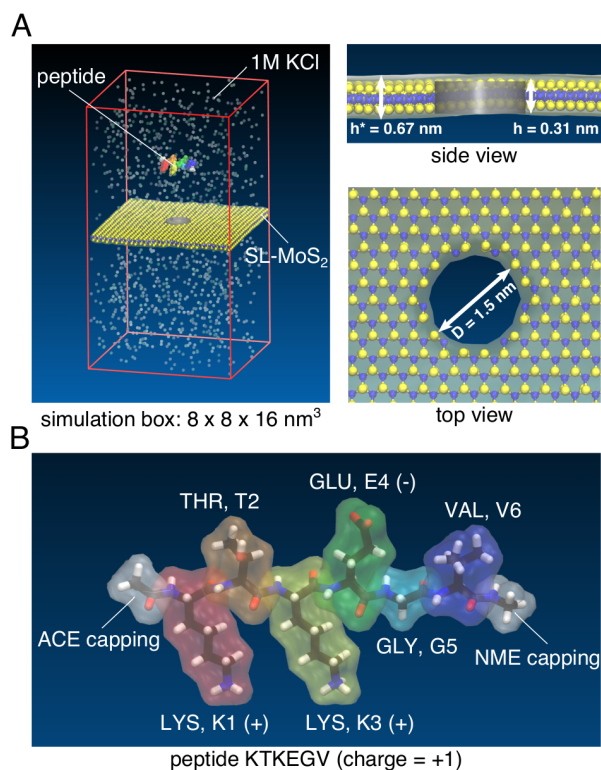 A
1M KCl
peptide
SL-MoS₂
simulation box: 8 x 8 x 16 nm³
h* = 0.67 nm
h = 0.31 nm
side view
D = 1.5 nm
top view
B
GLU, E4 (-)
THR, T2
VAL, V6
ACE capping
GLY, G5
NME capping
LYS, K1 (+)
LYS, K3 (+)
peptide KTKEGV (charge = +1)